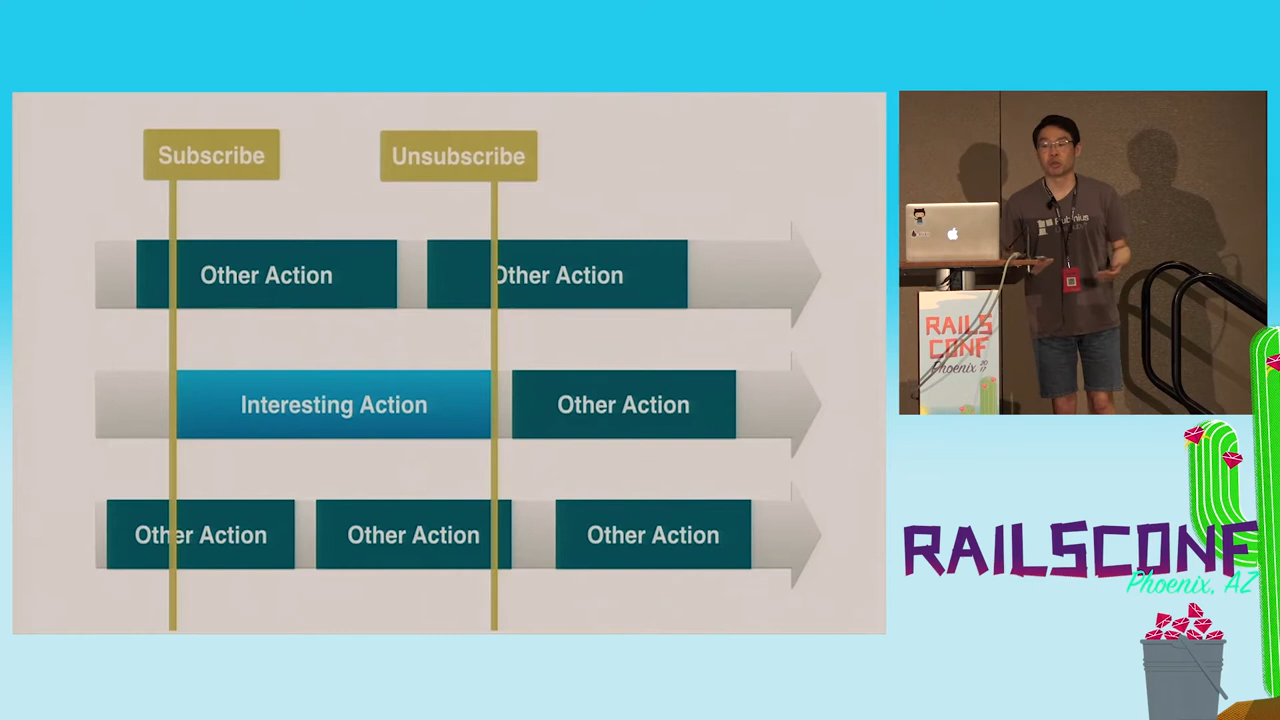 Subscribe
Unsubscribe
Other Action
Other Action
Interesting Action
Other Action
Other Action
Other Action
Other Action
RAILS
CONF
Phoenix 2017
RAILSCONF
Phoenix, AZ